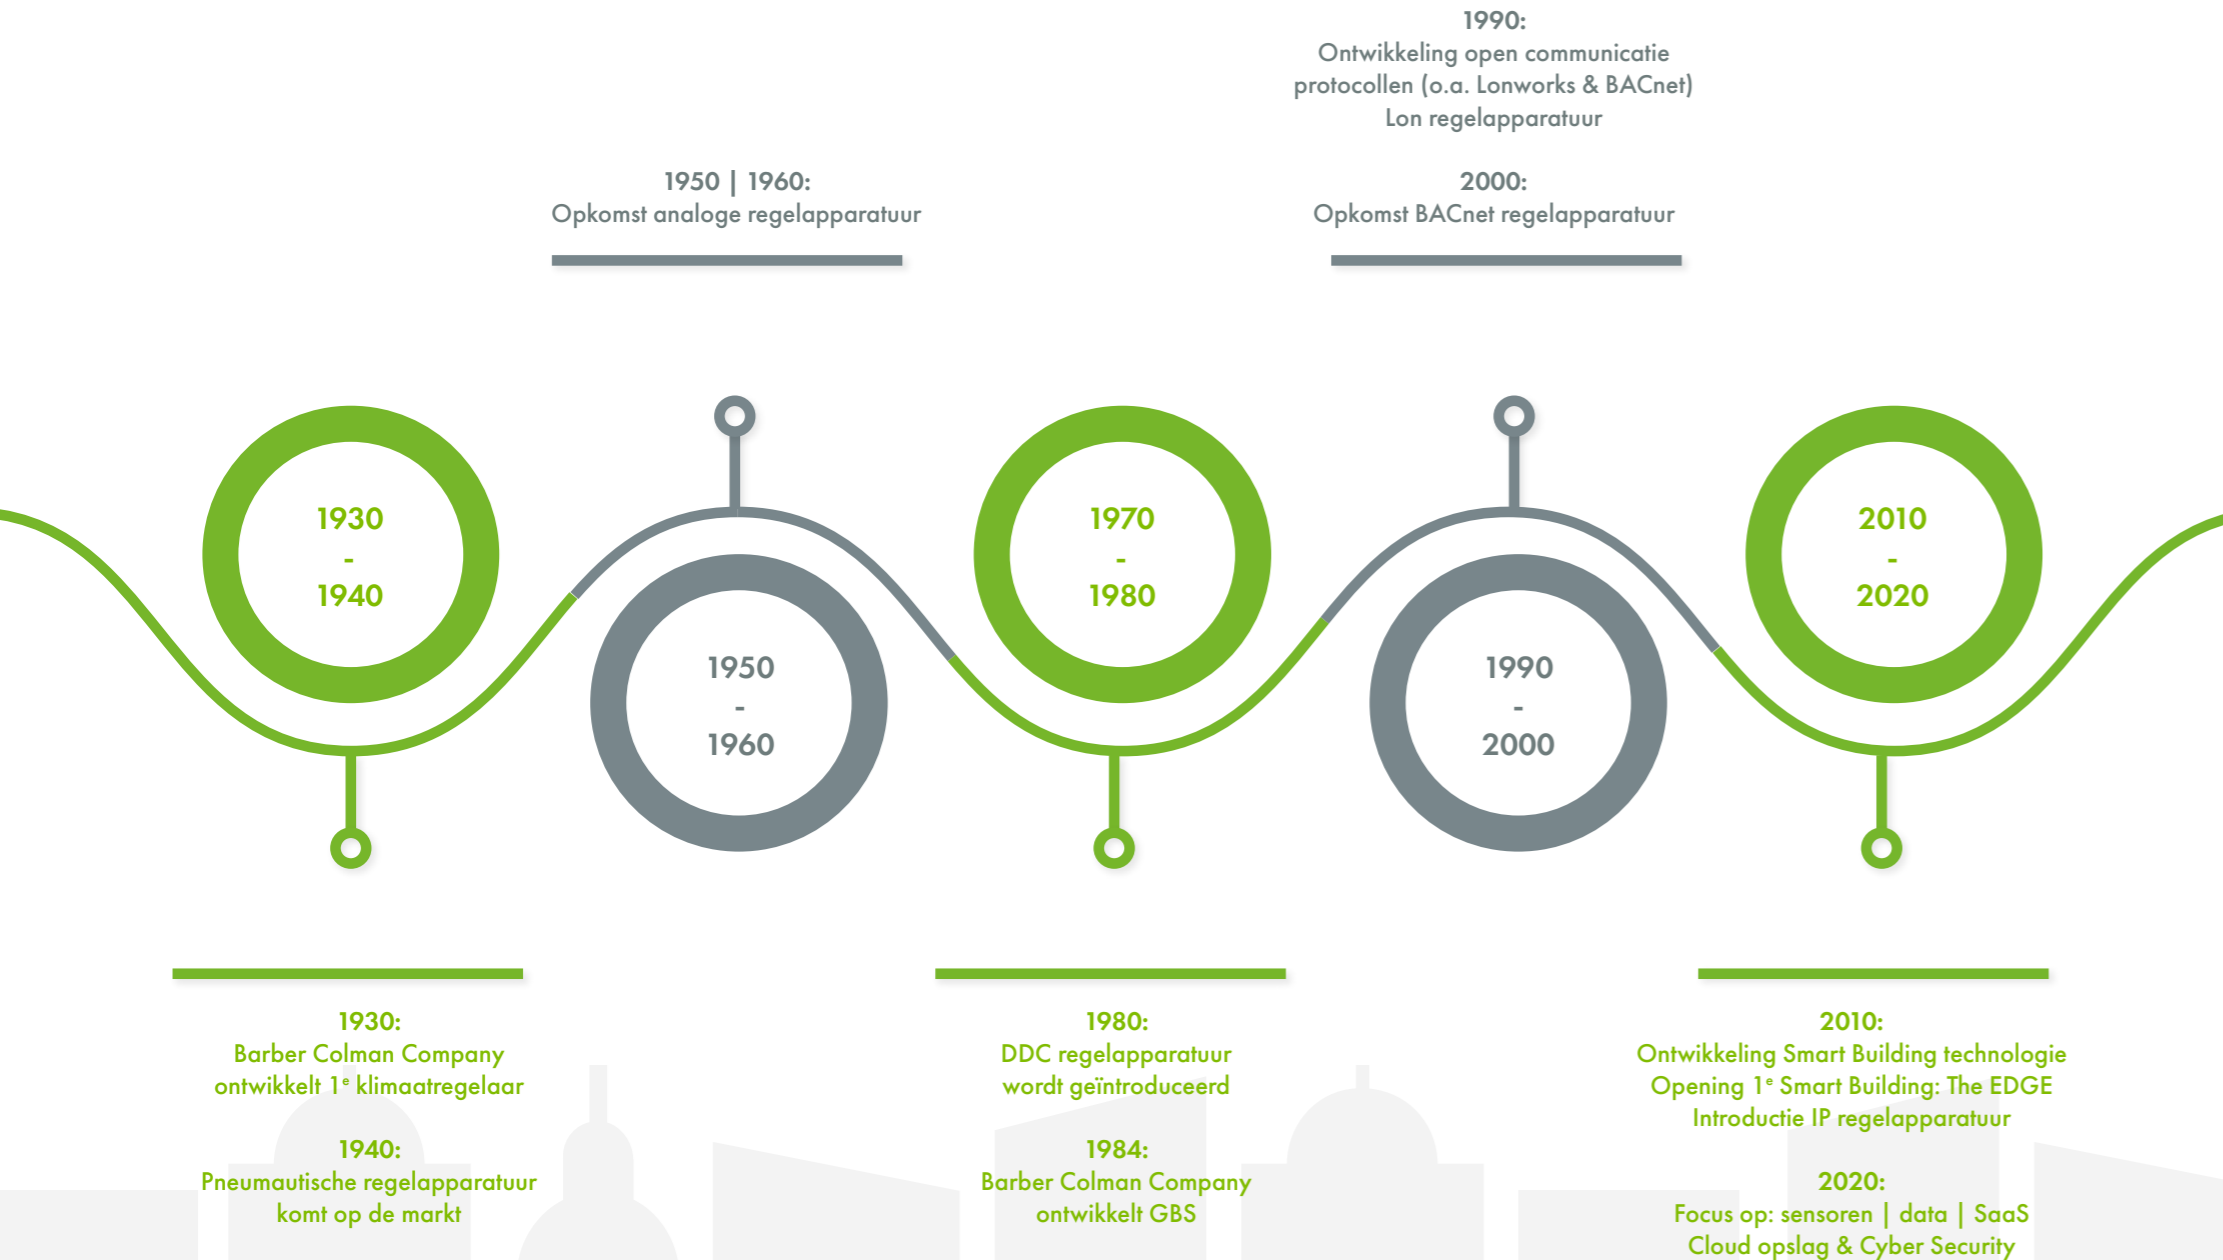 1930
-
1940
1930:
Barber Colman Company
ontwikkelt 1e klimaatregelaar
1940:
Pneumautische regelapparatuur
komt op de markt
1950 | 1960:
Opkomst analoge regelapparatuur
1950
-
1960
1970
-
1980
1980:
DDC regelapparatuur
wordt geïntroduceerd
1984:
Barber Colman Company
ontwikkelt GBS
1990:
Ontwikkeling open communicatie
protocollen (o.a. Lonworks & BACnet)
Lon regelapparatuur
2000:
Opkomst BACnet regelapparatuur
1990
-
2000
2010
-
2020
2010:
Ontwikkeling Smart Building technologie
Opening 1e Smart Building: The EDGE
Introductie IP regelapparatuur
2020:
Focus op: sensoren | data | SaaS
Cloud opslag & Cyber Security